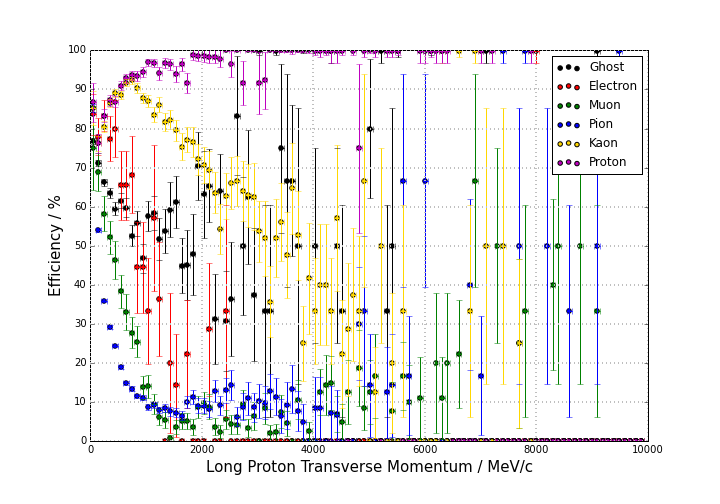 100
90
80
70
60
50
40
30
20
10
0
Efficiency / %
Ghost
Electron
Muon
Pion
Kaon
Proton
0
2000
4000
6000
8000
10000
Long Proton Transverse Momentum / MeV/c